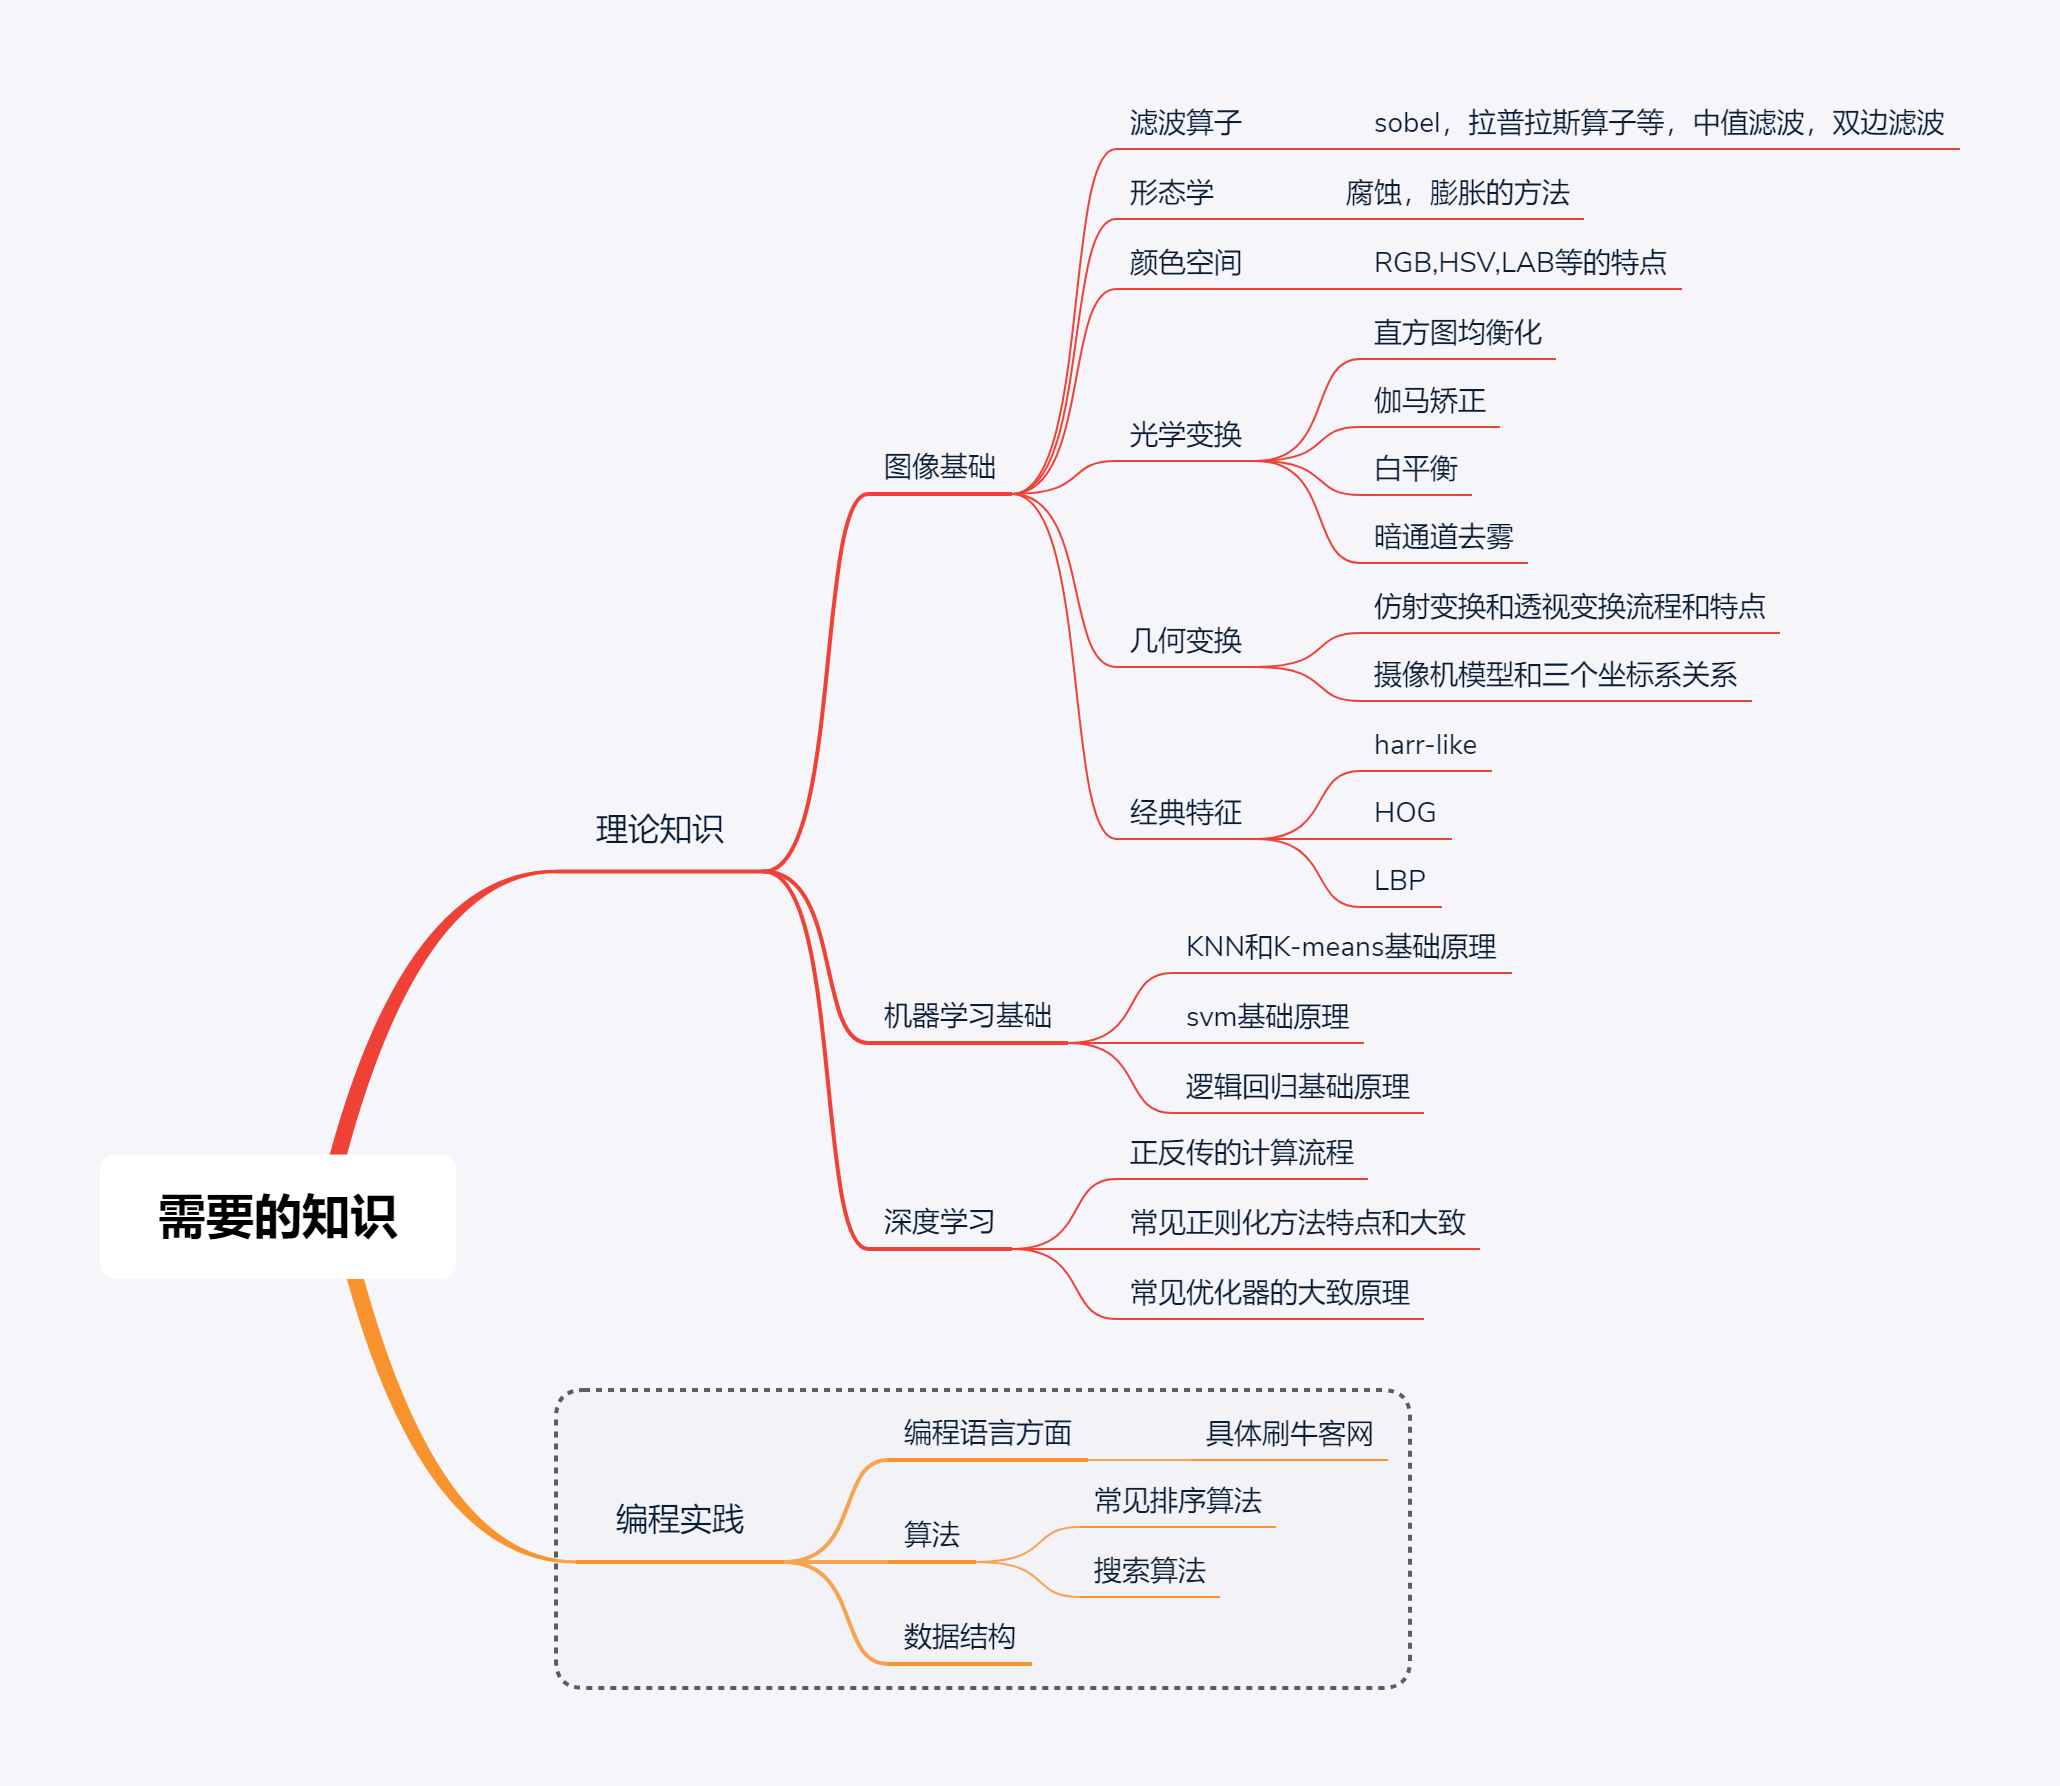 需要的知识
理论知识
图像基础
滤波算子
sobel，拉普拉斯算子等，中值滤波，双边滤波
形态学
腐蚀，膨胀的方法
颜色空间
RGB,HSV,LAB等的特点
光学变换
直方图均衡化
伽马矫正
白平衡
暗通道去雾
几何变换
仿射变换和透视变换流程和特点
摄像机模型和三个坐标系关系
经典特征
harr-like
HOG
LBP
机器学习基础
KNN和K-means基础原理
svm基础原理
逻辑回归基础原理
深度学习
正反传的计算流程
常见正则化方法特点和大致
常见优化器的大致原理
编程实践
编程语言方面
具体刷牛客网
算法
常见排序算法
搜索算法
数据结构